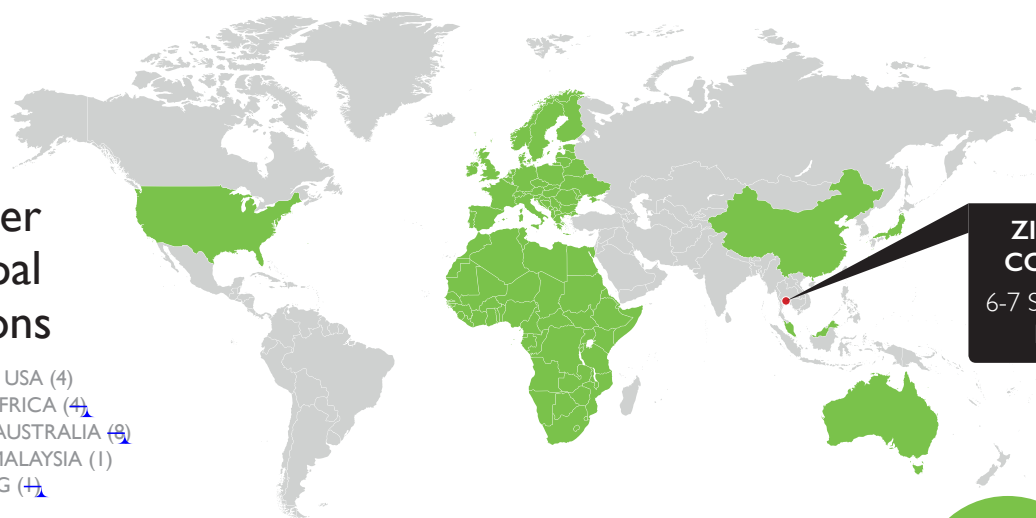 er
bal
ons
USA (4)
FRICA (4)
AUSTRALIA (8)
MALAYSIA (1)
G (1)
ZI
CO
6-7 S